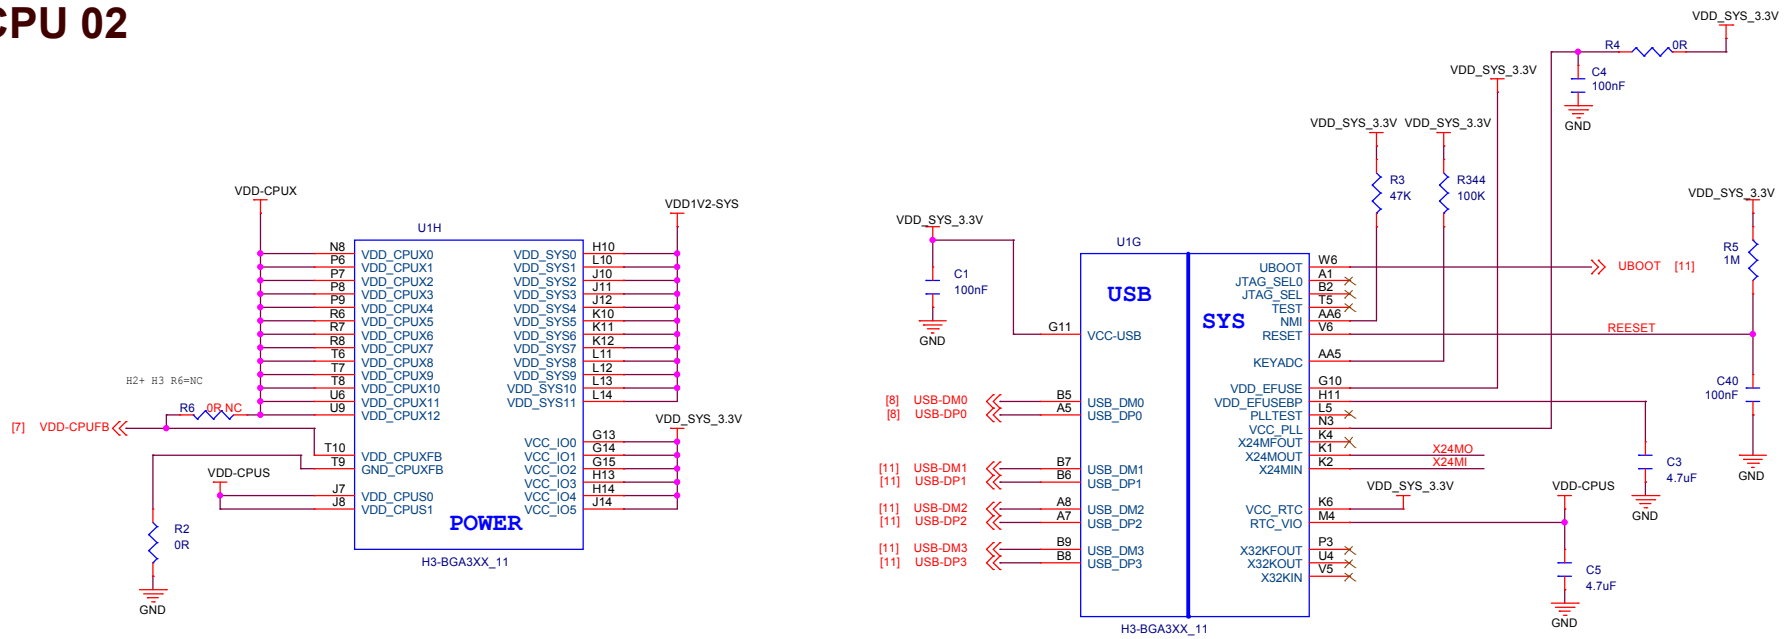 CPU 02
VDD-CPUX
U1H
VDD1V2-SYS
N8 VDD_CPUX0 VDD_SYS0 H10
P6 VDD_CPUX1 VDD_SYS1 L10
P7 VDD_CPUX2 VDD_SYS2 J10
P8 VDD_CPUX3 VDD_SYS3 J11
P9 VDD_CPUX4 VDD_SYS4 J12
R6 VDD_CPUX5 VDD_SYS5 K10
R7 VDD_CPUX6 VDD_SYS6 K11
R8 VDD_CPUX7 VDD_SYS7 K12
T6 VDD_CPUX8 VDD_SYS8 L11
T7 VDD_CPUX9 VDD_SYS9 L12
T8 VDD_CPUX10 VDD_SYS10 L13
U6 VDD_CPUX11 VDD_SYS11 L14
U9 VDD_CPUX12
H2+ H3 R6=NC
R6 0R NC
[7] VDD-CPUFB
VDD_SYS_3.3V
VCC_IO0 G13
T10 VDD_CPUXFB VCC_IO1 G14
T9 GND_CPUXFB VCC_IO2 G15
VCC_IO3 H13
VDD-CPUS
J7 VDD_CPUS0 VCC_IO4 H14
J8 VDD_CPUS1 VCC_IO5 J14
POWER
R2
0R
GND
H3-BGA3XX_11
VDD_SYS_3.3V
C1
100nF
GND
U1G
USB
SYS
G11 VCC-USB
[8] USB-DM0 B5 USB_DM0
[8] USB-DP0 A5 USB_DP0
[11] USB-DM1 B7 USB_DM1
[11] USB-DP1 B6 USB_DP1
[11] USB-DM2 A8 USB_DM2
[11] USB-DP2 A7 USB_DP2
[11] USB-DM3 B9 USB_DM3
[11] USB-DP3 B8 USB_DP3
UBOOT W6
JTAG_SEL0 A1
JTAG_SEL B2
TEST T5
NMI AA6
RESET V6
KEYADC AA5
VDD_EFUSE G10
VDD_EFUSEBP H11
PLLTEST L5
VCC_PLL N3
X24MFOUT K4
X24MOUT K1 X24MO
X24MIN K2 X24MI
VCC_RTC K6
RTC_VIO M4
X32KFOUT P3
X32KOUT U4
X32KIN V5
H3-BGA3XX_11
VDD_SYS_3.3V
R3
47K
VDD_SYS_3.3V
R344
100K
VDD_SYS_3.3V
R4 0R
VDD_SYS_3.3V
C4
100nF
GND
UBOOT [11]
REESET
VDD_SYS_3.3V
R5
1M
C40
100nF
GND
C3
4.7uF
GND
VDD_SYS_3.3V
VDD-CPUS
C5
4.7uF
GND